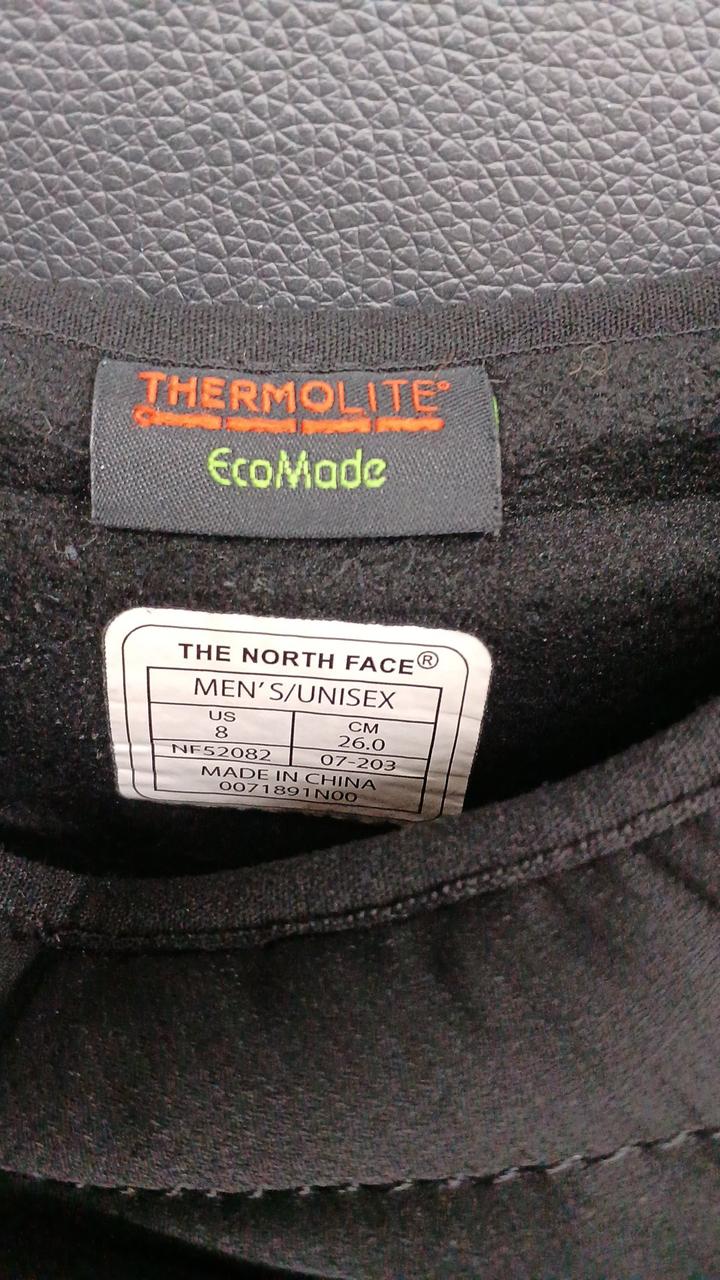 THERMOLITE®
EcoMade
THE NORTH FACE®
MEN'S/UNISEX
US CM
8 26.0
NF52082 07-203
MADE IN CHINA
0071891N00